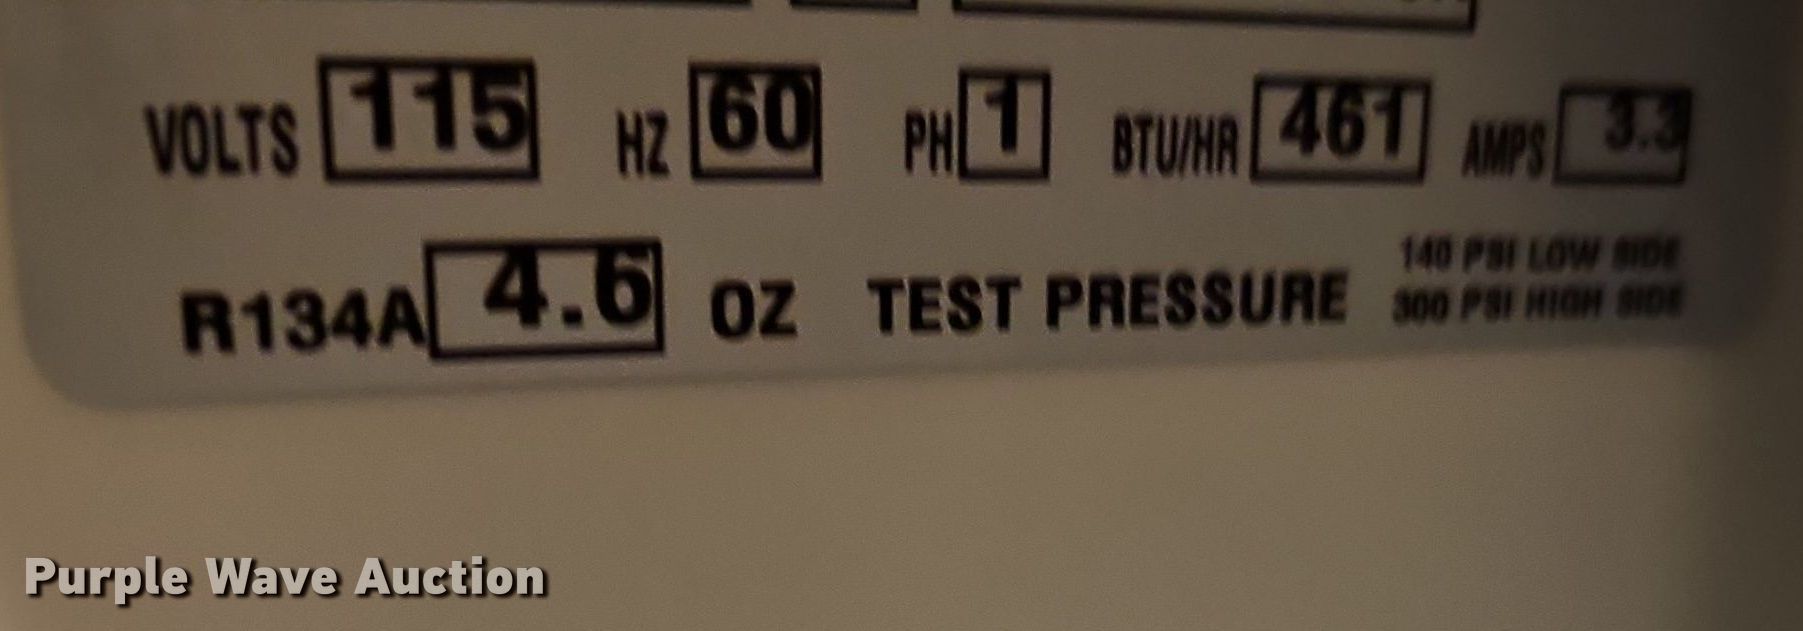 VOLTS 115 HZ 60 PH 1 BTU/HR 461 AMPS 3.3
R134A 4.6 OZ TEST PRESSURE 140 PSI LOW SIDE
300 PSI HIGH SIDE
Purple Wave Auction